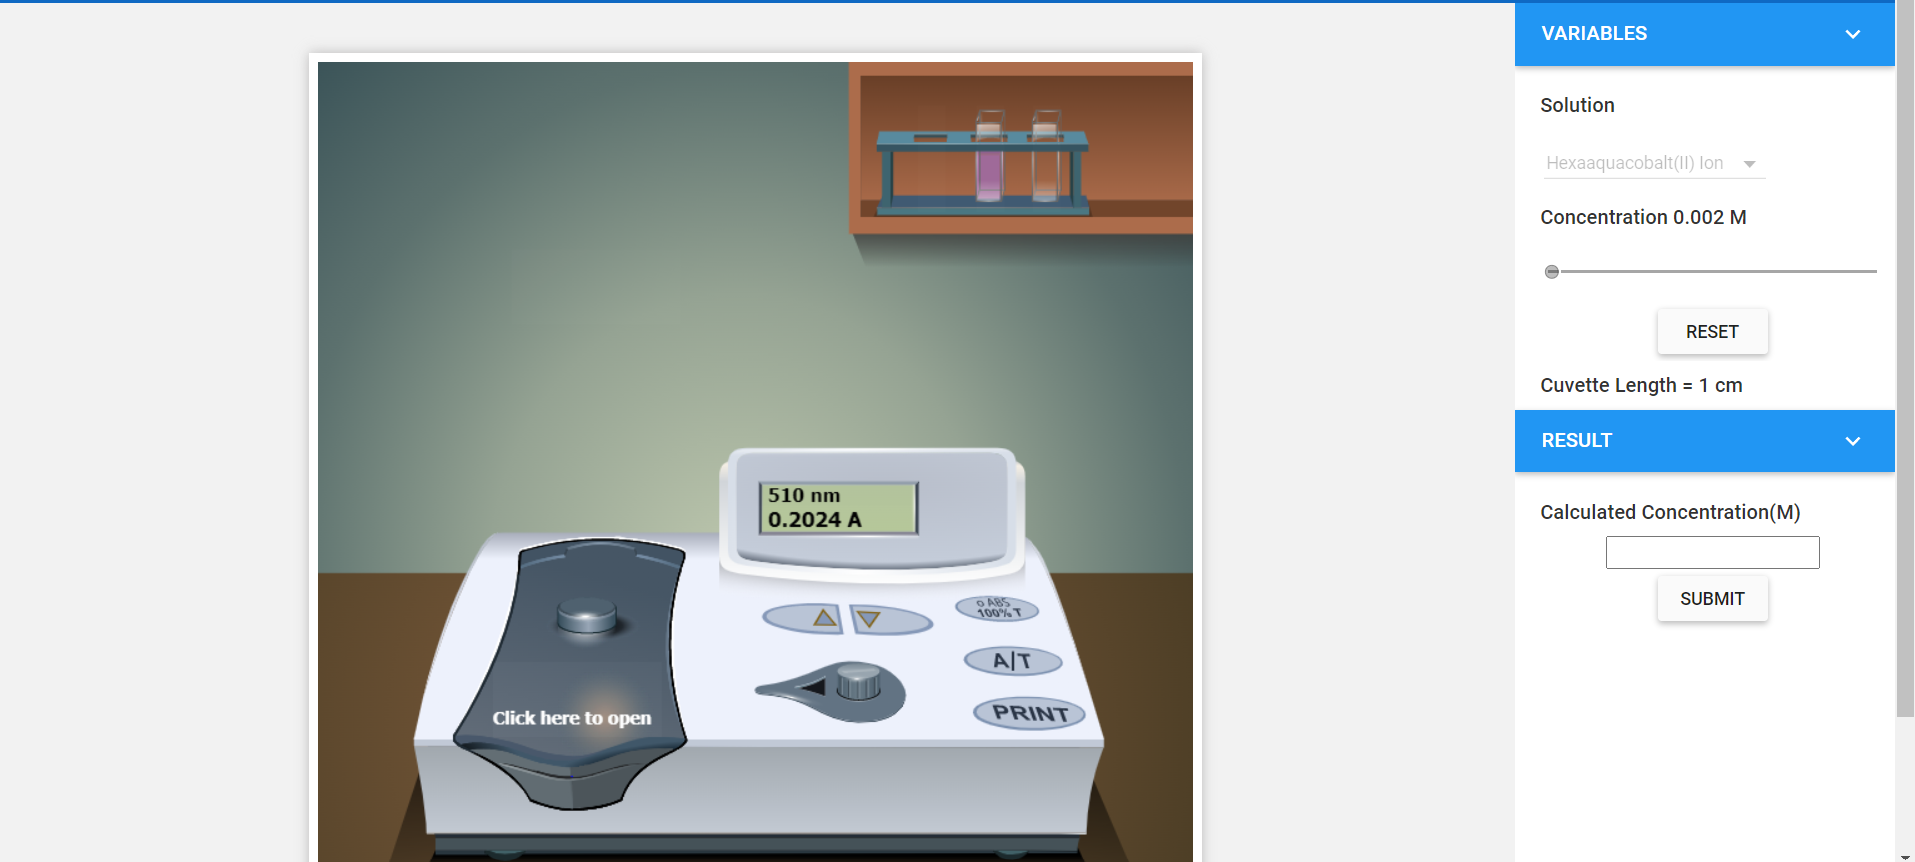 VARIABLES
Solution
Hexaaquacobalt(II) Ion
Concentration 0.002 M
RESET
Cuvette Length = 1 cm
RESULT
Calculated Concentration(M)
SUBMIT
510 nm
0.2024 A
o ABS
100% T
A|T
PRINT
Click here to open